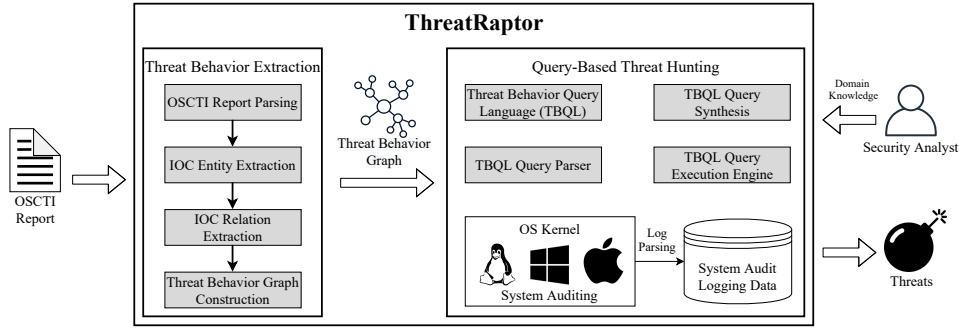 ThreatRaptor
OSCTI
Report
Threat Behavior Extraction
OSCTI Report Parsing
IOC Entity Extraction
IOC Relation
Extraction
Threat Behavior Graph
Construction
Threat Behavior
Graph
Query-Based Threat Hunting
Threat Behavior Query
Language (TBQL)
TBQL Query
Synthesis
TBQL Query Parser
TBQL Query
Execution Engine
OS Kernel
System Auditing
Log
Parsing
System Audit
Logging Data
Domain
Knowledge
Security Analyst
Threats